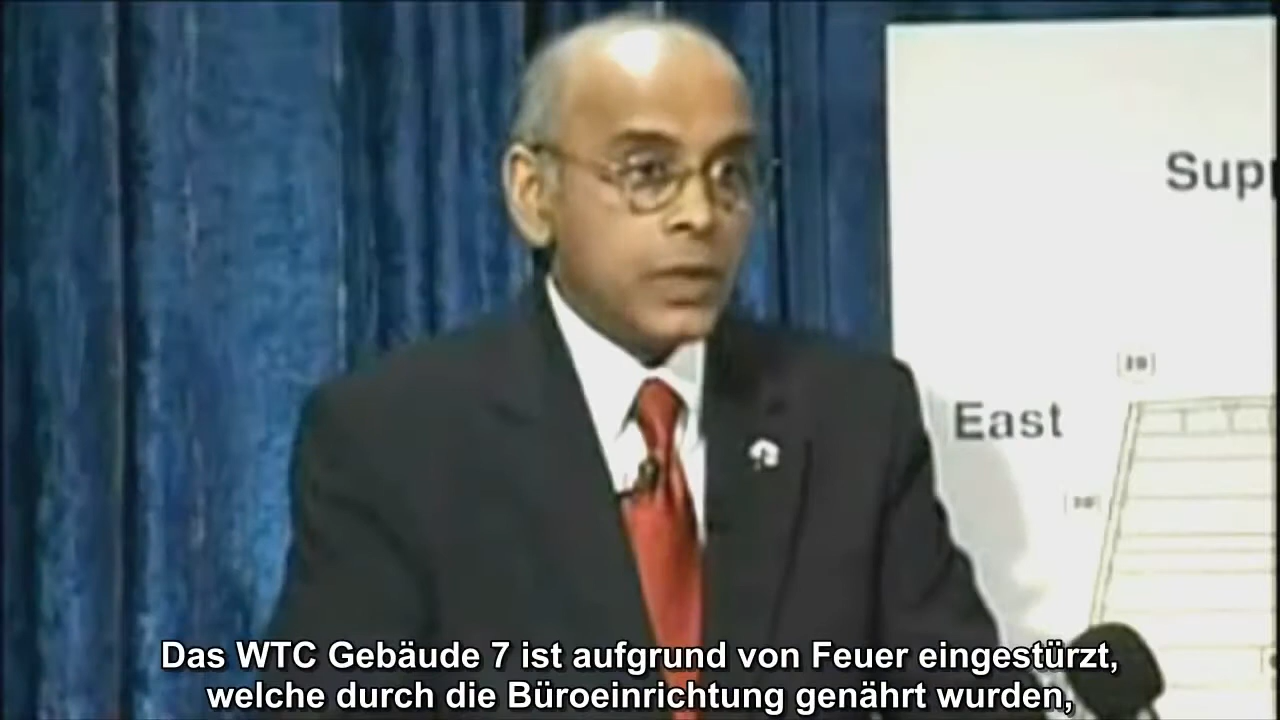 Supp
East
Das WTC Gebäude 7 ist aufgrund von Feuer eingestürzt,
welche durch die Büroeinrichtung genährt wurden,